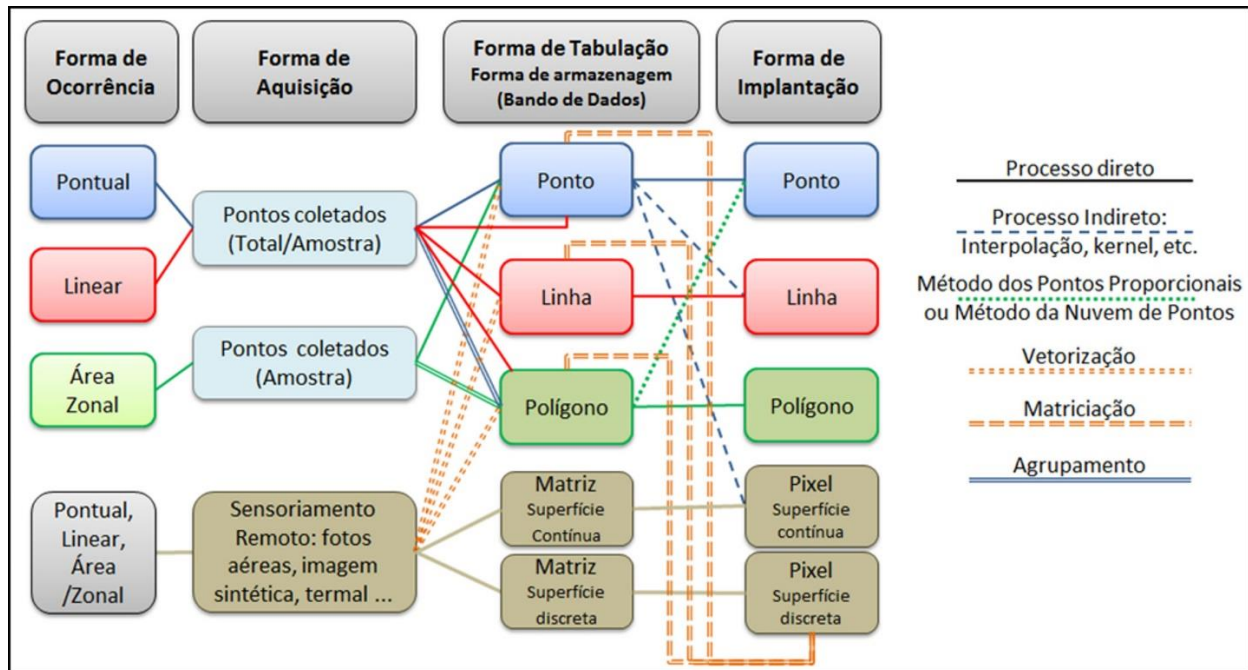 Forma de
Ocorrência
Forma de
Aquisição
Forma de Tabulação
Forma de armazenagem
(Bando de Dados)
Forma de
Implantação
Pontual
Linear
Área
Zonal
Pontual,
Linear,
Área
/Zonal
Pontos coletados
(Total/Amostra)
Pontos coletados
(Amostra)
Sensoriamento
Remoto: fotos
aéreas, imagem
sintética, termal ...
Ponto
Linha
Polígono
Matriz
Superfície
Contínua
Matriz
Superfície
discreta
Ponto
Linha
Polígono
Pixel
Superfície
contínua
Pixel
Superfície
discreta
Processo direto
Processo Indireto:
Interpolação, kernel, etc.
Método dos Pontos Proporcionais
ou Método da Nuvem de Pontos
Vetorização
Matriciação
Agrupamento